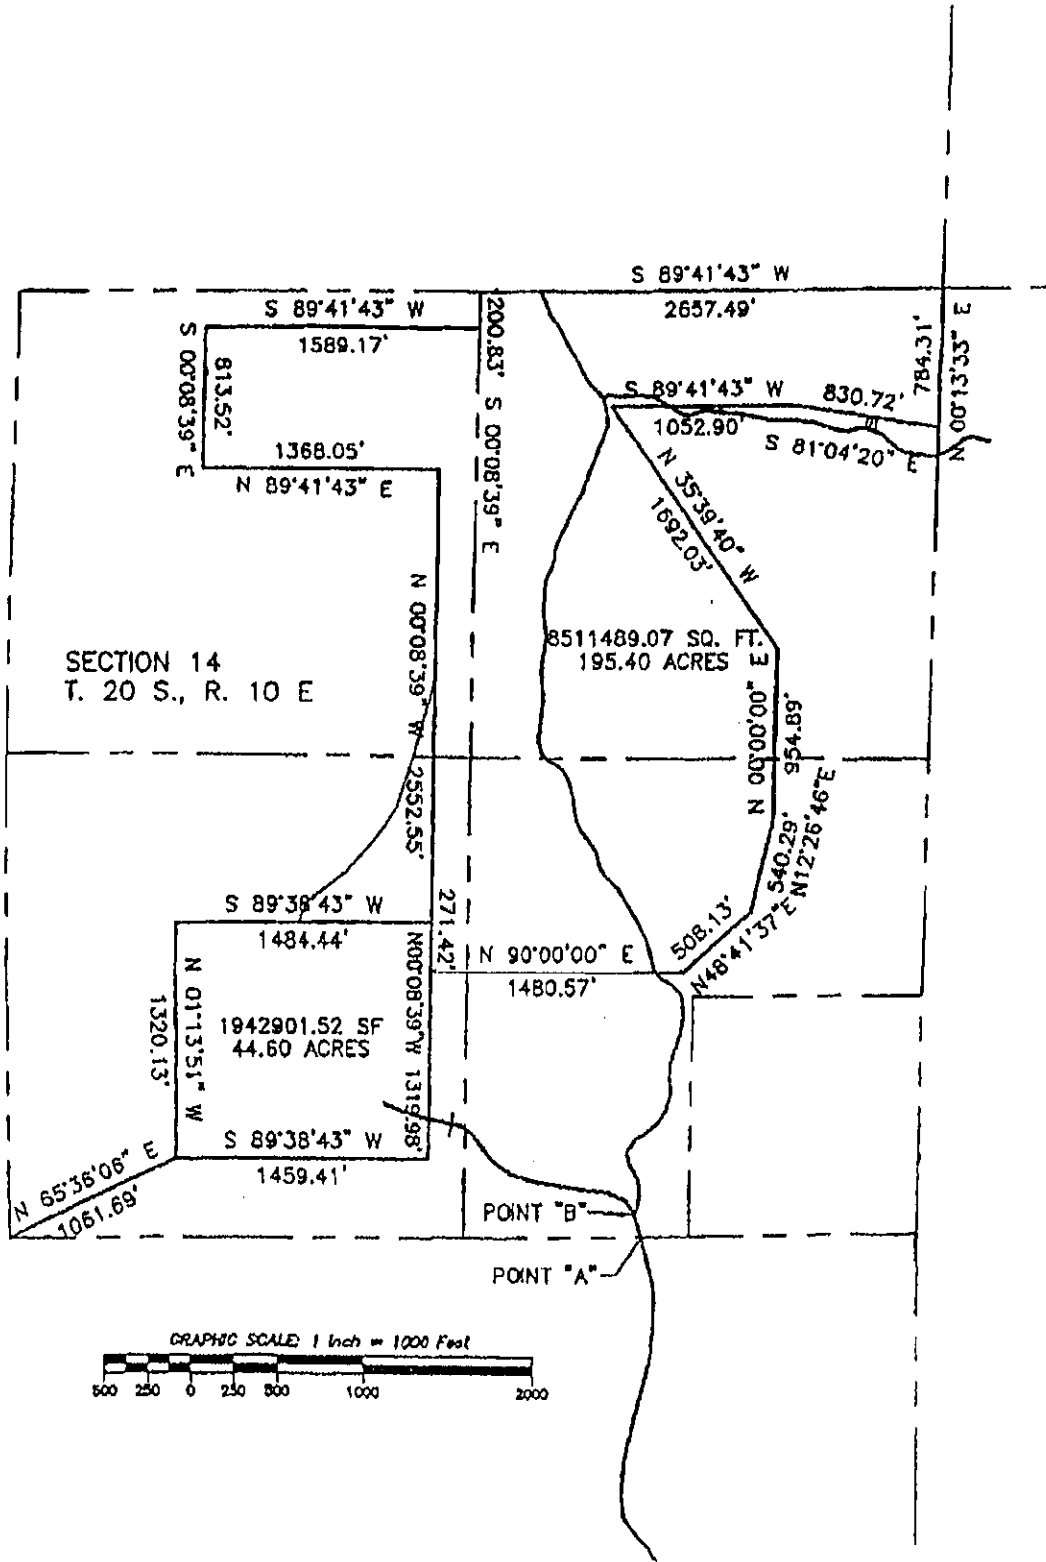 S 89°41'43" W
2657.49'
S 89°41'43" W
1589.17'
200.83'
S 00°08'39" E
784.31'
N 00°13'33" E
S 00°08'39" E
813.52'
1368.05'
N 89°41'43" E
S 89°41'43" W
830.72'
1052.90'
S 81°04'20" E
N 35°39'40" W
1692.03'
8511489.07 SQ. FT.
195.40 ACRES
SECTION 14
T. 20 S., R. 10 E
N 00°08'39" W
2552.55'
N 00°00'00" E
954.89'
540.29'
N12°26'46"E
508.13'
N48°41'37"E
S 89°38'43" W
1484.44'
271.42'
N 90°00'00" E
1480.57'
N 01°13'51" W
1320.13'
1942901.52 SF
44.60 ACRES
N00°08'39"W
1319.98'
S 89°38'43" W
1459.41'
N 65°36'08" E
1061.69'
POINT "B"
POINT "A"
GRAPHIC SCALE: 1 Inch = 1000 Feet
500 250 0 250 500 1000 2000